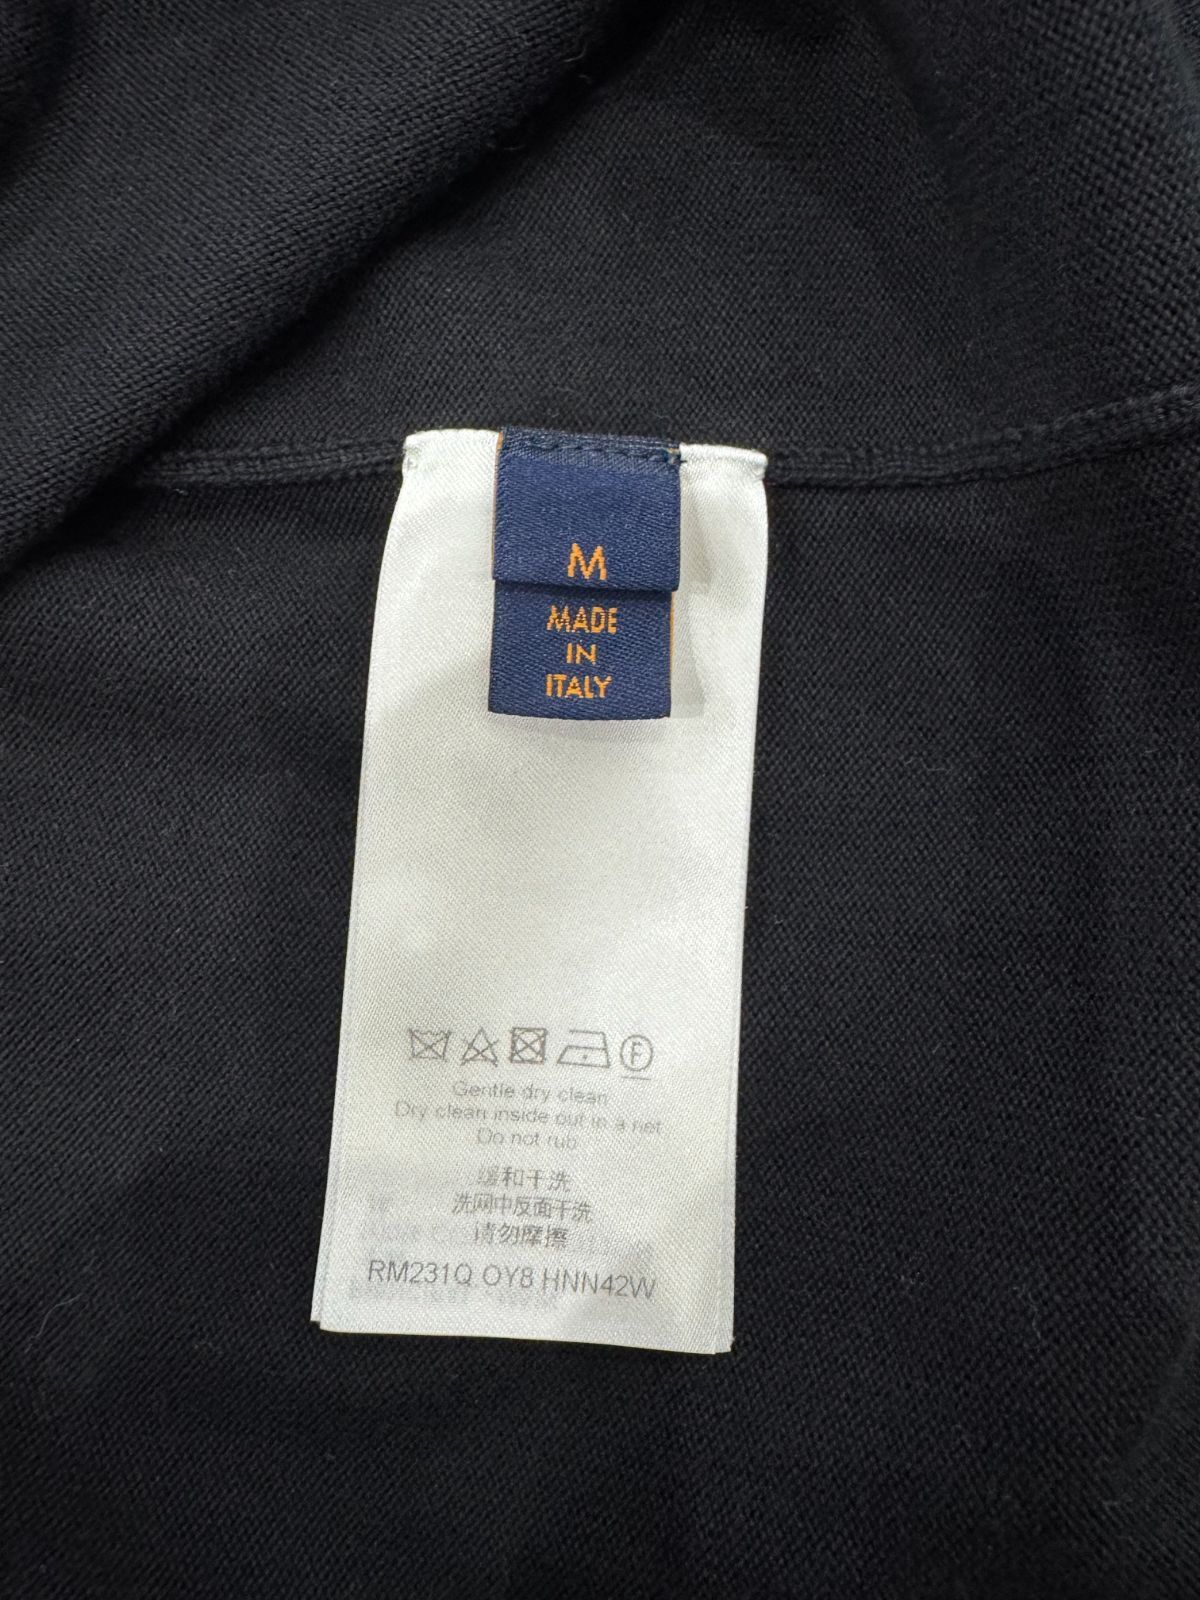 M
MADE
IN
ITALY
F
Gentle dry clean
Dry clean inside out in a net
Do not rub
缓和干洗
洗网中反面干洗
请勿摩擦
RM231Q OY8 HNN42W